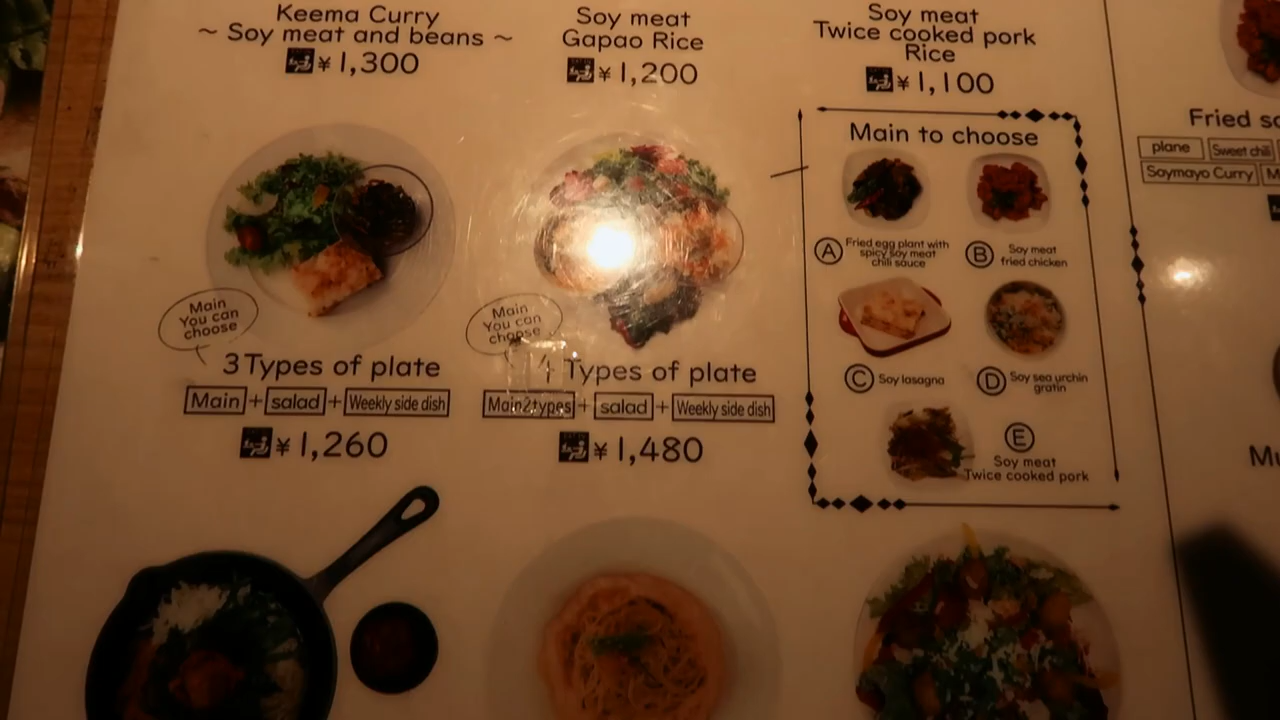 Keema Curry
~ Soy meat and beans ~
¥1,300
Soy meat
Gapao Rice
¥1,200
Soy meat
Twice cooked pork
Rice
¥1,100
Main
You can
choose
3 Types of plate
Main + salad + Weekly side dish
¥1,260
Main
You can
choose
Types of plate
Main2types + salad + Weekly side dish
¥1,480
Main to choose
A Fried egg plant with
spicy soy meat
chili sauce
B Soy meat
fried chicken
C Soy lasagna
D Soy sea urchin
gratin
E
Soy meat
Twice cooked pork
Fried
plane Sweet chili
Soymayo Curry